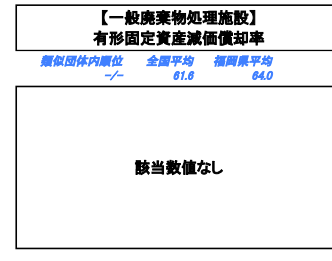 【一般廃棄物処理施設】
有形固定資産減価償却率
類似団体内順位 全国平均 福岡県平均
-/- 61.6 64.0
該当数値なし